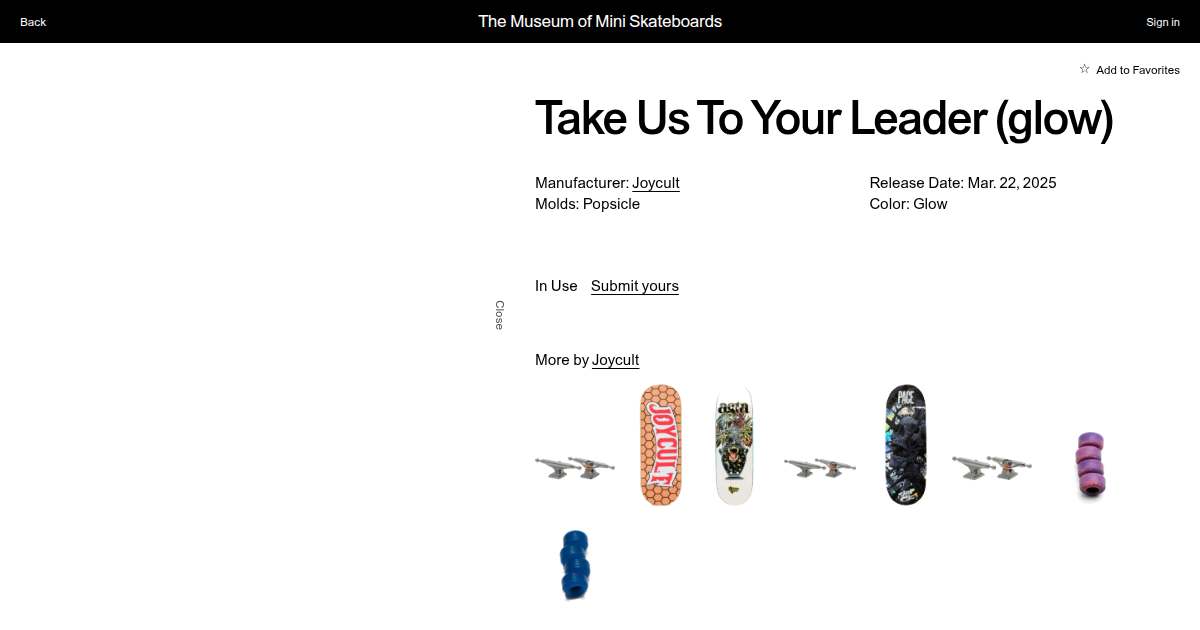 Back
The Museum of Mini Skateboards
Sign in
☆ Add to Favorites
Take Us To Your Leader (glow)
Manufacturer: Joycult
Molds: Popsicle
Release Date: Mar. 22, 2025
Color: Glow
In Use Submit yours
Close
More by Joycult
JOYCULT
asta
PACE